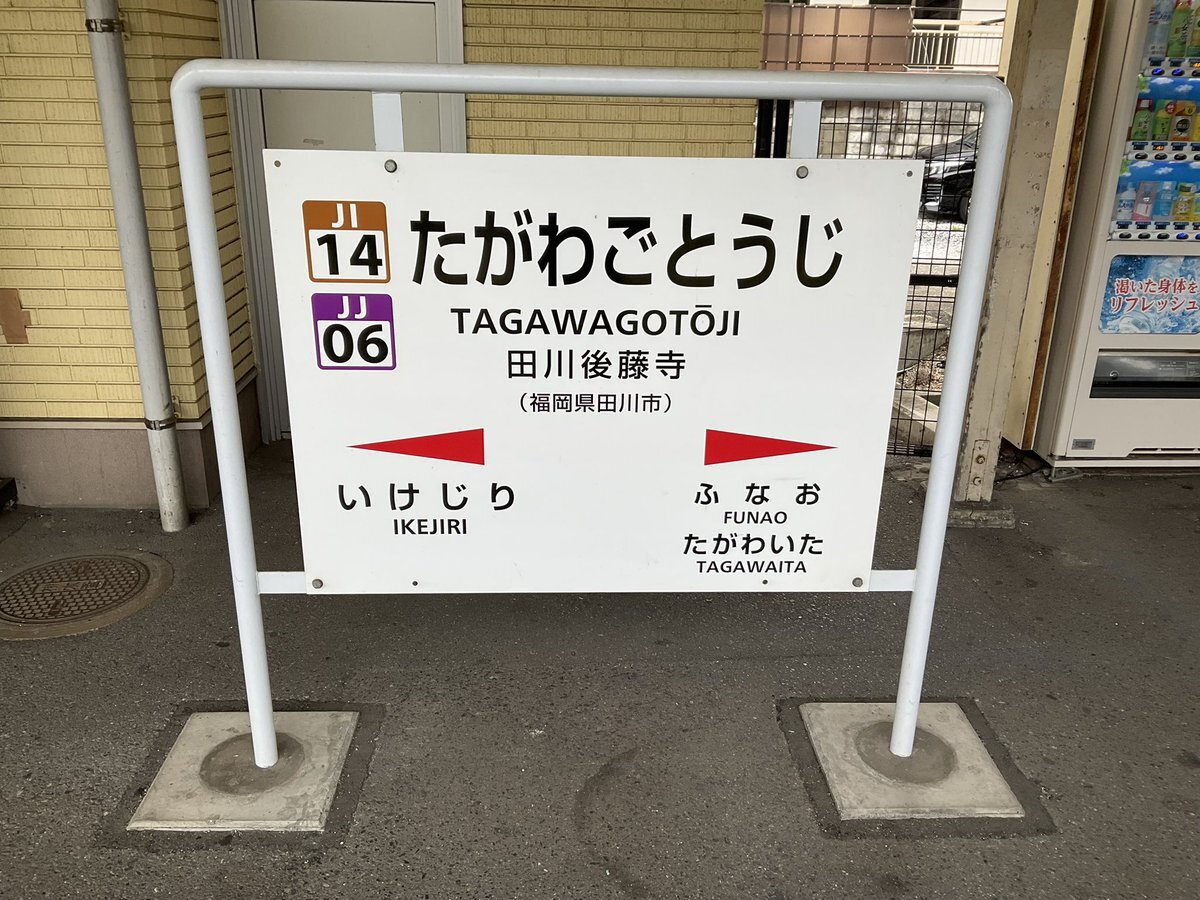 JI
14
たがわごとうじ
JJ
06
TAGAWAGOTŌJI
田川後藤寺
（福岡県田川市）
いけじり
IKEJIRI
ふなお
FUNAO
たがわいた
TAGAWAITA
渇いた身体を
リフレッシュ